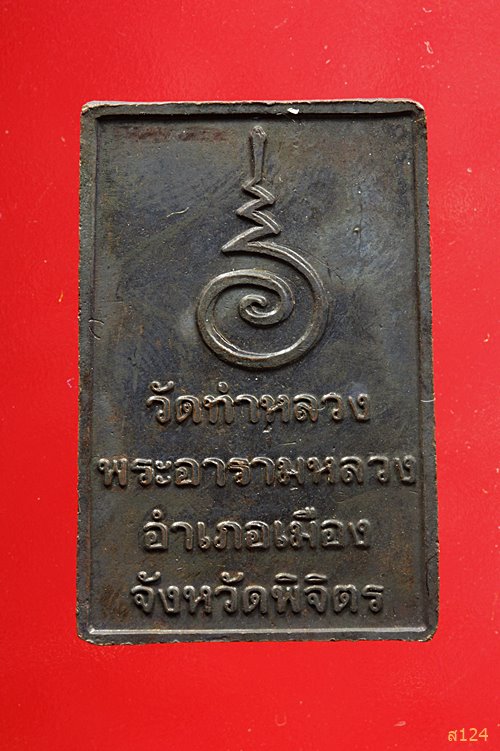 วัดท่าหลวง
พระอารามหลวง
อำเภอเมือง
จังหวัดพิจิตร
ส124